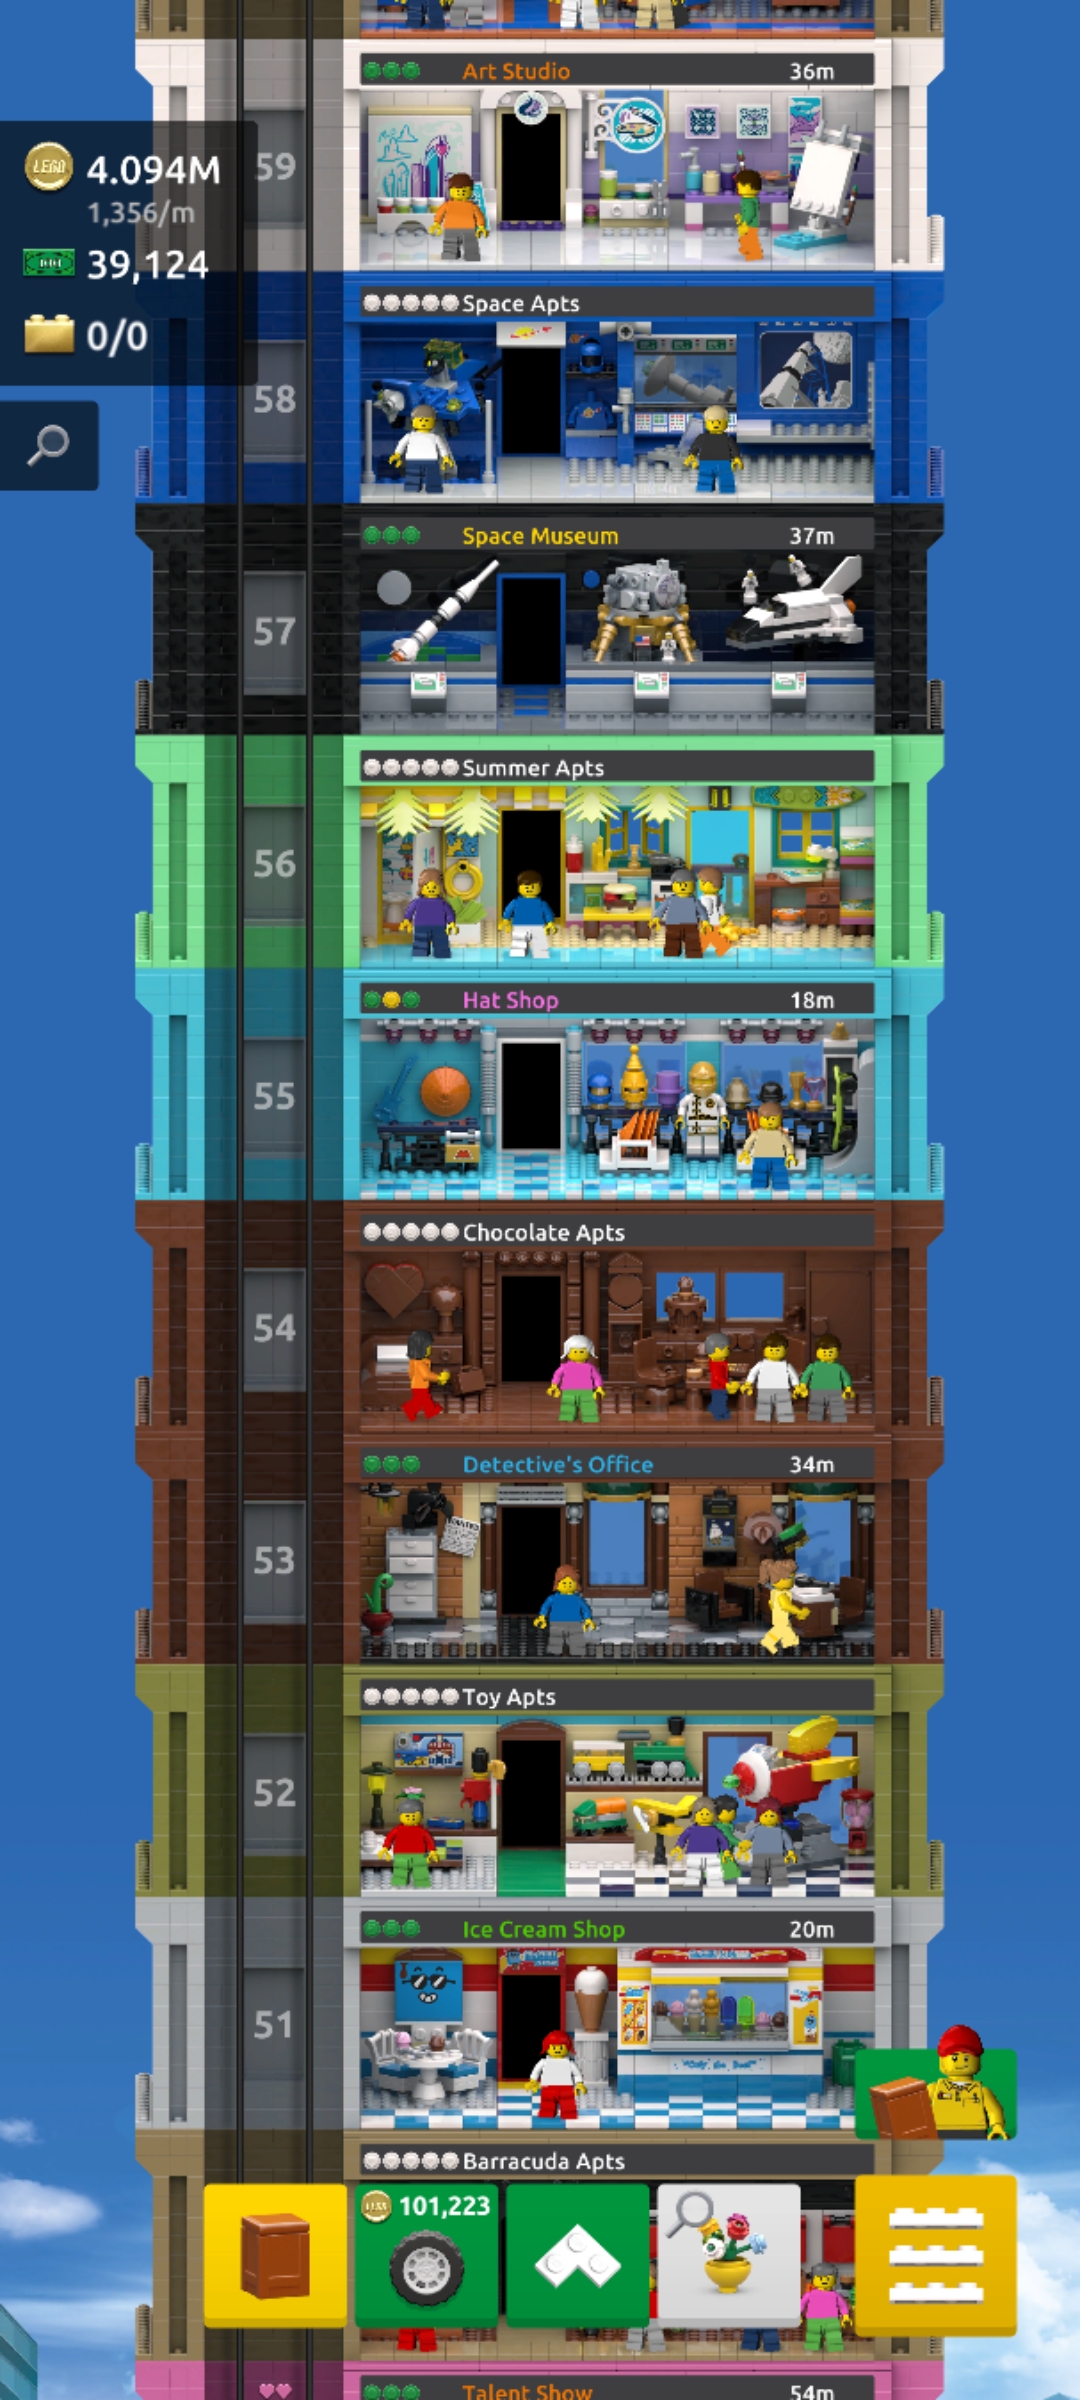 Art Studio 36m
59
LEGO 4.094M
1,356/m
39,124
0/0
Space Apts
58
Space Museum 37m
57
Summer Apts
56
Hat Shop 18m
55
Chocolate Apts
54
Detective's Office 34m
53
Toy Apts
52
Ice Cream Shop 20m
51
Barracuda Apts
101,223
Talent Show 54m